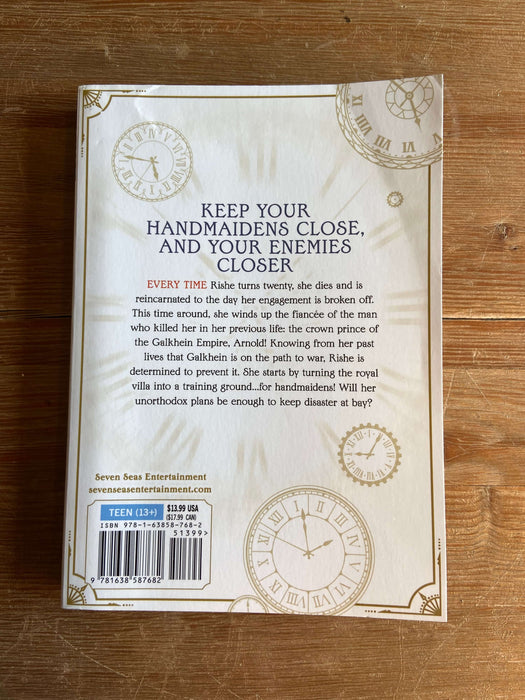 KEEP YOUR
HANDMAIDENS CLOSE,
AND YOUR ENEMIES
CLOSER
EVERY TIME Rishe turns twenty, she dies and is
reincarnated to the day her engagement is broken off.
This time around, she winds up the fiancée of the man
who killed her in her previous life: the crown prince of
the Galkhein Empire, Arnold! Knowing from her past
lives that Galkhein is on the path to war, Rishe is
determined to prevent it. She starts by turning the royal
villa into a training ground...for handmaidens! Will her
unorthodox plans be enough to keep disaster at bay?
Seven Seas Entertainment
sevenseasentertainment.com
TEEN (13+)
$13.99 USA
($17.99 CAN)
ISBN 978-1-63858-768-2
51399>
9 781638 587682